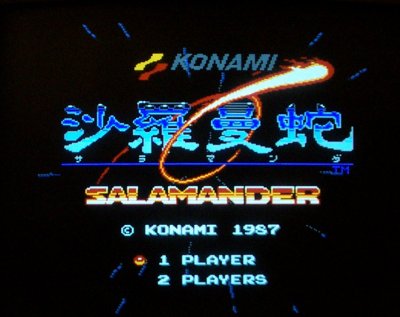 KONAMI
沙羅曼蛇
サラマンダ
TM
SALAMANDER
© KONAMI 1987
1 PLAYER
2 PLAYERS